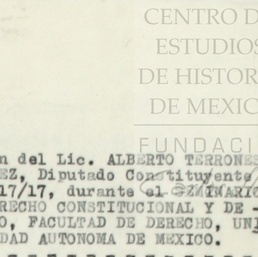 CENTRO D
ESTUDIOS
DE HISTOR
DE MEXIC
FUNDACI
n del Lic. ALBERTO TERRONES
EZ, Diputado Constituyente
17/17, durante el SEMINARIO
RECHO CONSTITUCIONAL Y DE -
O, FACULTAD DE DERECHO, UNI
DAD AUTONOMA DE MEXICO.